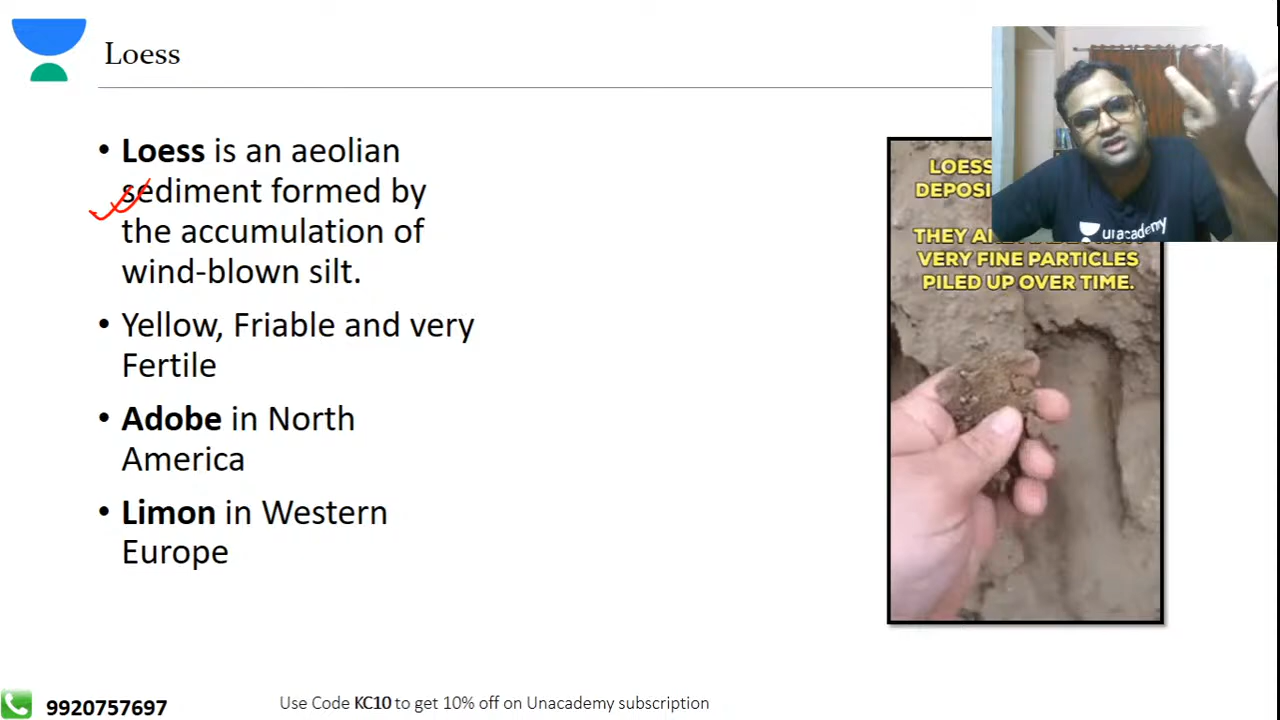 Loess
• Loess is an aeolian
sediment formed by
the accumulation of
wind-blown silt.
• Yellow, Friable and very
Fertile
• Adobe in North
America
• Limon in Western
Europe
LOESS
DEPOSI
THEY A
VERY FINE PARTICLES
PILED UP OVER TIME.
unacademy
9920757697
Use Code KC10 to get 10% off on Unacademy subscription